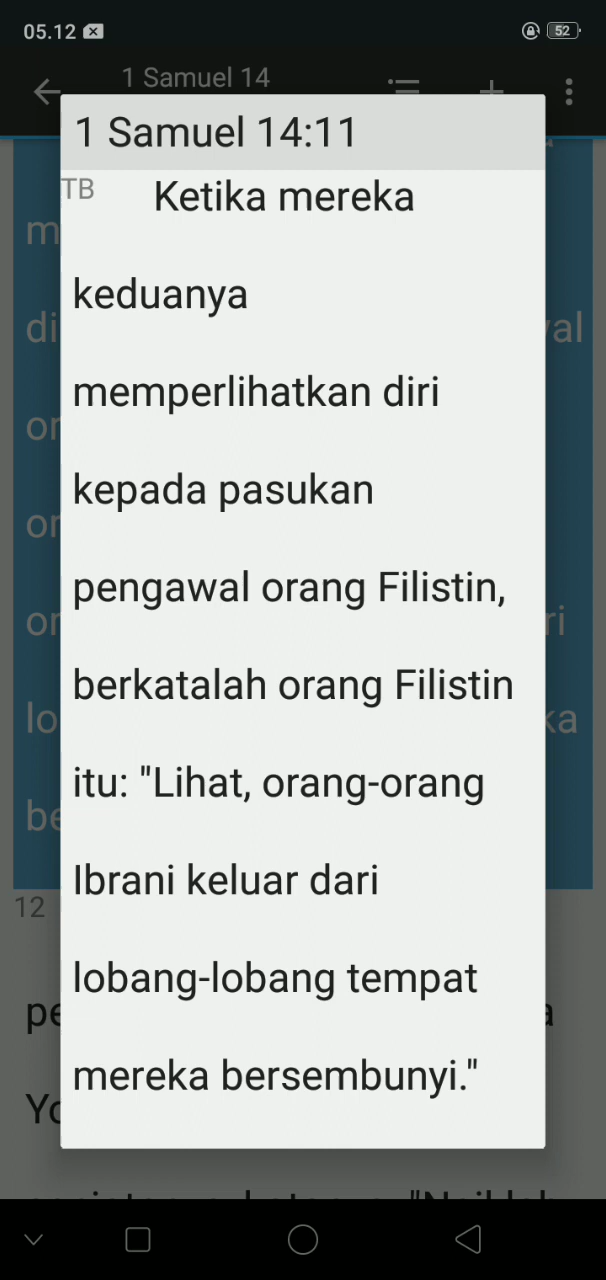 05.12
52
1 Samuel 14
1 Samuel 14:11
TB Ketika mereka
keduanya
memperlihatkan diri
kepada pasukan
pengawal orang Filistin,
berkatalah orang Filistin
itu: "Lihat, orang-orang
Ibrani keluar dari
lobang-lobang tempat
mereka bersembunyi."
12